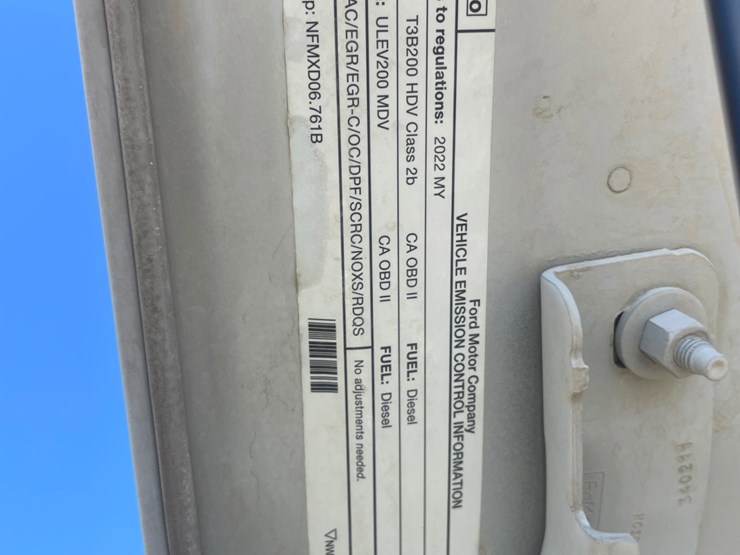 Ford Motor Company
VEHICLE EMISSION CONTROL INFORMATION
to regulations: 2022 MY
T3B200 HDV Class 2b CA OBD II FUEL: Diesel
: ULEV200 MDV CA OBD II FUEL: Diesel
AC/EGR/EGR-C/OC/DPF/SCRC/NOXS/RDQS No adjustments needed.
p: NFMXD06.761B
34024A